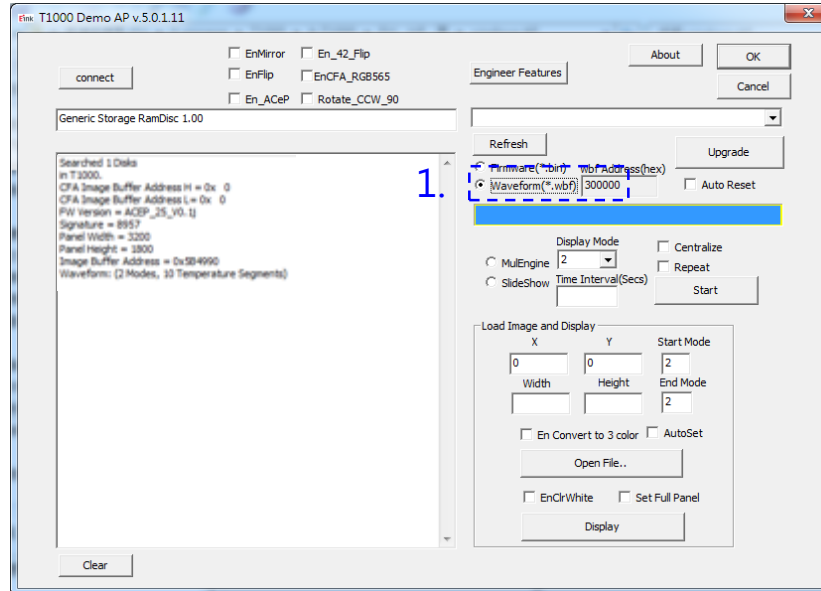 Eink T1000 Demo AP v.5.0.1.11
connect
EnMirror
En_42_Flip
EnFlip
EnCFA_RGB565
En_ACeP
Rotate_CCW_90
Engineer Features
About
OK
Cancel
Generic Storage RamDisc 1.00
Refresh
Upgrade
Searched 1 Disks
in T1000.
CFA Image Buffer Address H = 0x 0
CFA Image Buffer Address L = 0x 0
FW Version = ACEP_25_V0.1j
Signature = 8957
Panel Width = 3200
Panel Height = 1800
Image Buffer Address = 0x5B4990
Waveform: (2 Modes, 10 Temperature Segments)
1.
Firmware(*.bin) wbf Address(hex)
Waveform(*.wbf) 300000
Auto Reset
Display Mode
MulEngine 2
Centralize
Repeat
SlideShow Time Interval(Secs)
Start
Load Image and Display
X Y Start Mode
0 0 2
Width Height End Mode
2
En Convert to 3 color AutoSet
Open File..
EnClrWhite Set Full Panel
Display
Clear